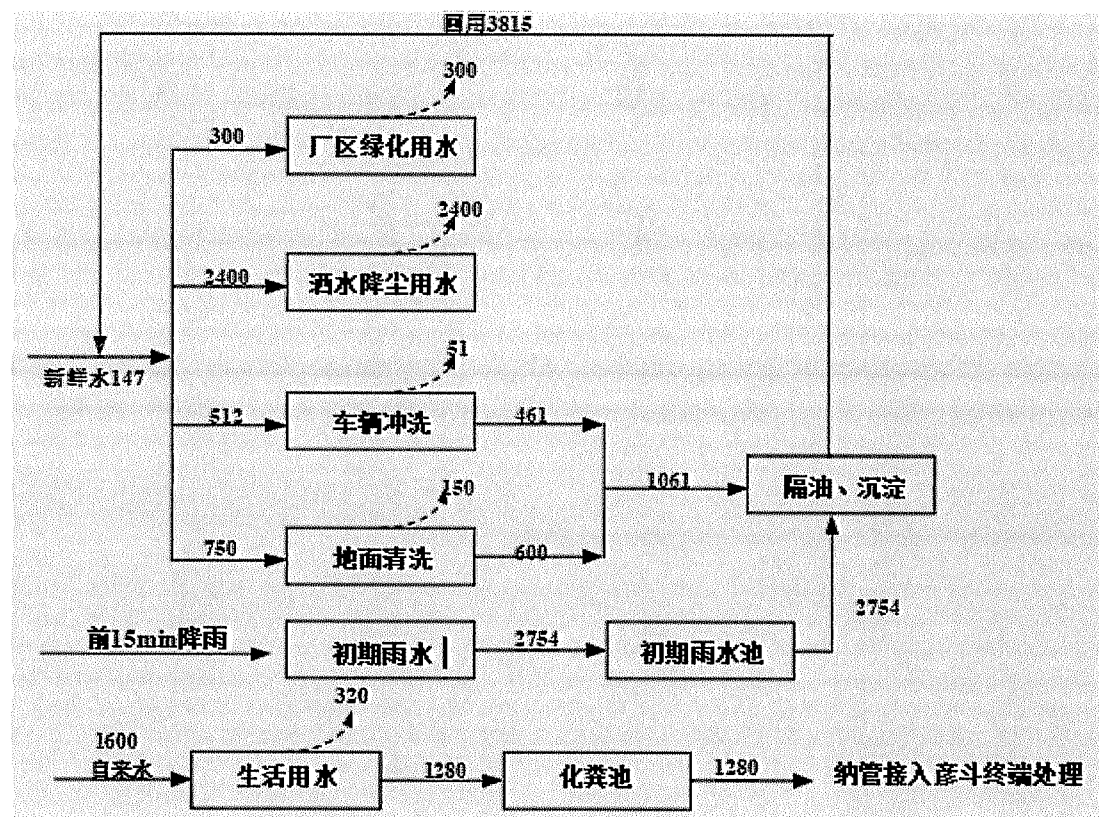 回用3815
300
300
厂区绿化用水
2400
2400
洒水降尘用水
新鲜水147
51
512
车辆冲洗
461
1061
隔油、沉淀
150
750
地面清洗
600
2754
前15min降雨
初期雨水
2754
初期雨水池
320
1600
自来水
生活用水
1280
化粪池
1280
纳管接入彦斗终端处理